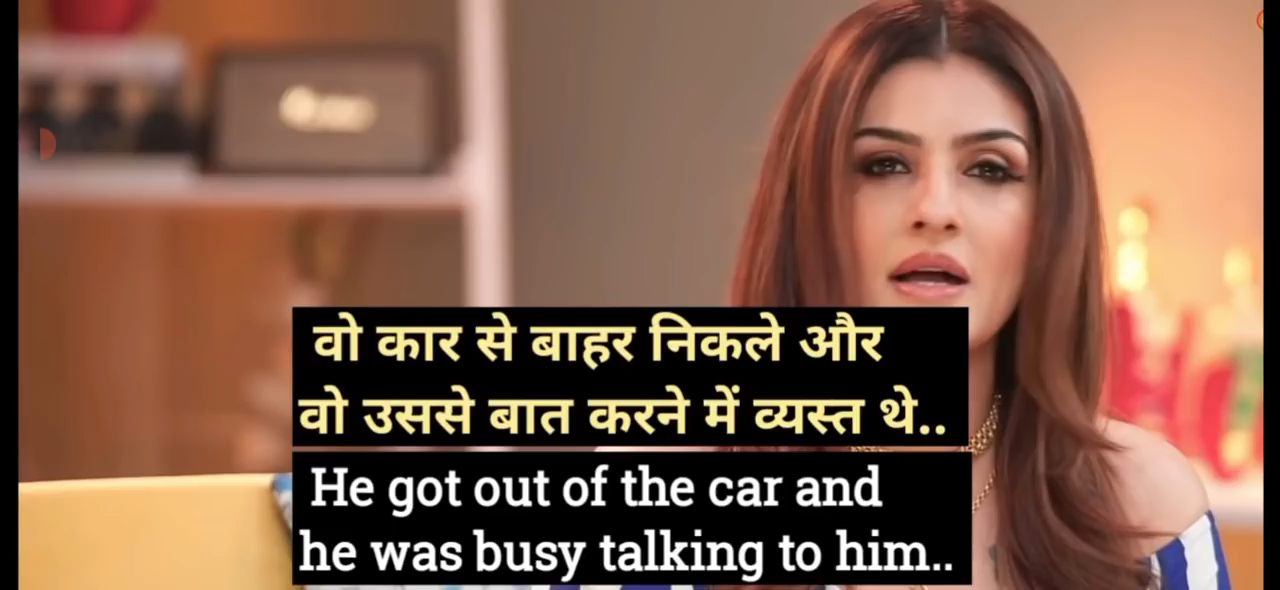 वो कार से बाहर निकले और
वो उससे बात करने में व्यस्त थे..
He got out of the car and
he was busy talking to him..